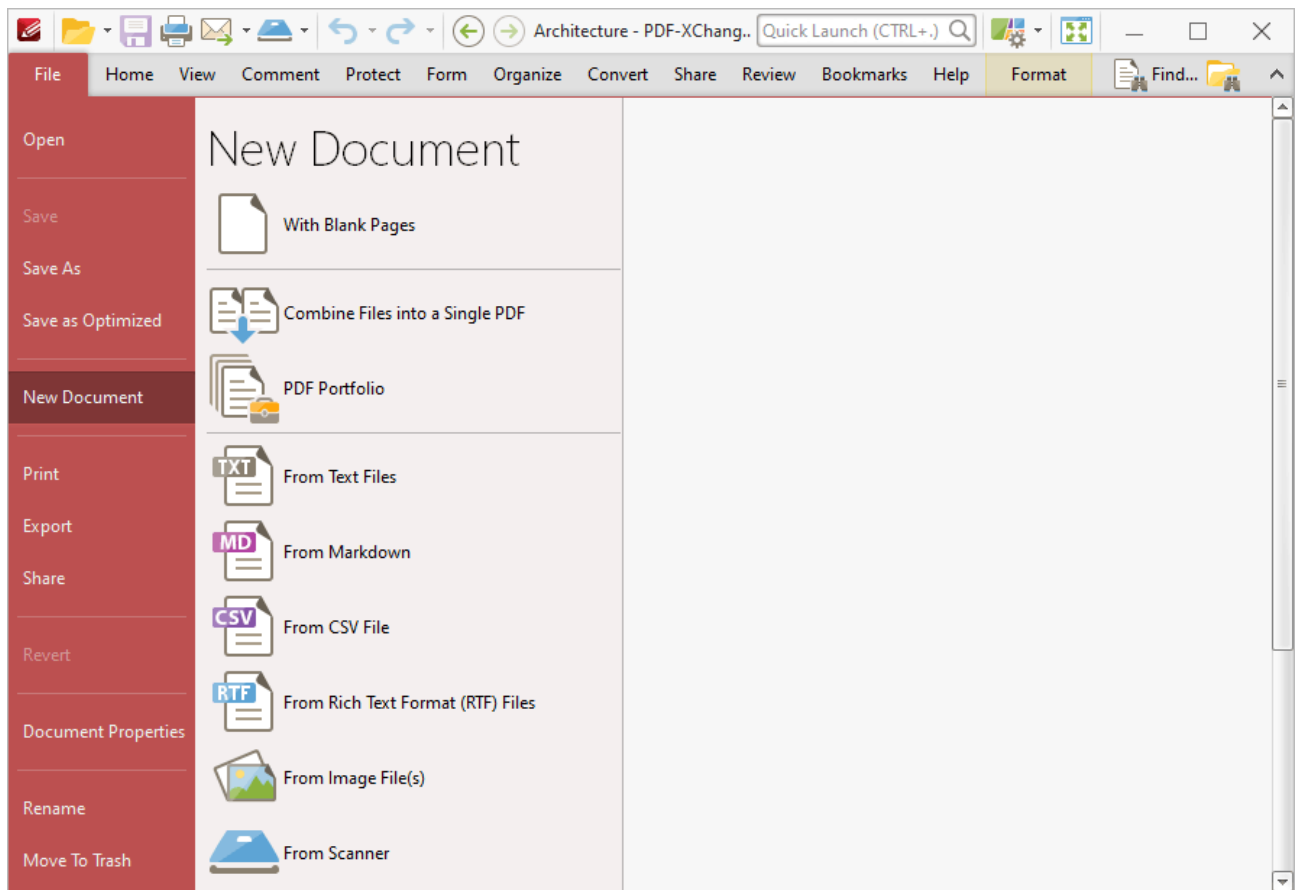 Architecture - PDF-XChang.. Quick Launch (CTRL+.)
File Home View Comment Protect Form Organize Convert Share Review Bookmarks Help Format Find...
Open
Save
Save As
Save as Optimized
New Document
Print
Export
Share
Revert
Document Properties
Rename
Move To Trash
New Document
With Blank Pages
Combine Files into a Single PDF
PDF Portfolio
TXT From Text Files
MD From Markdown
CSV From CSV File
RTF From Rich Text Format (RTF) Files
From Image File(s)
From Scanner